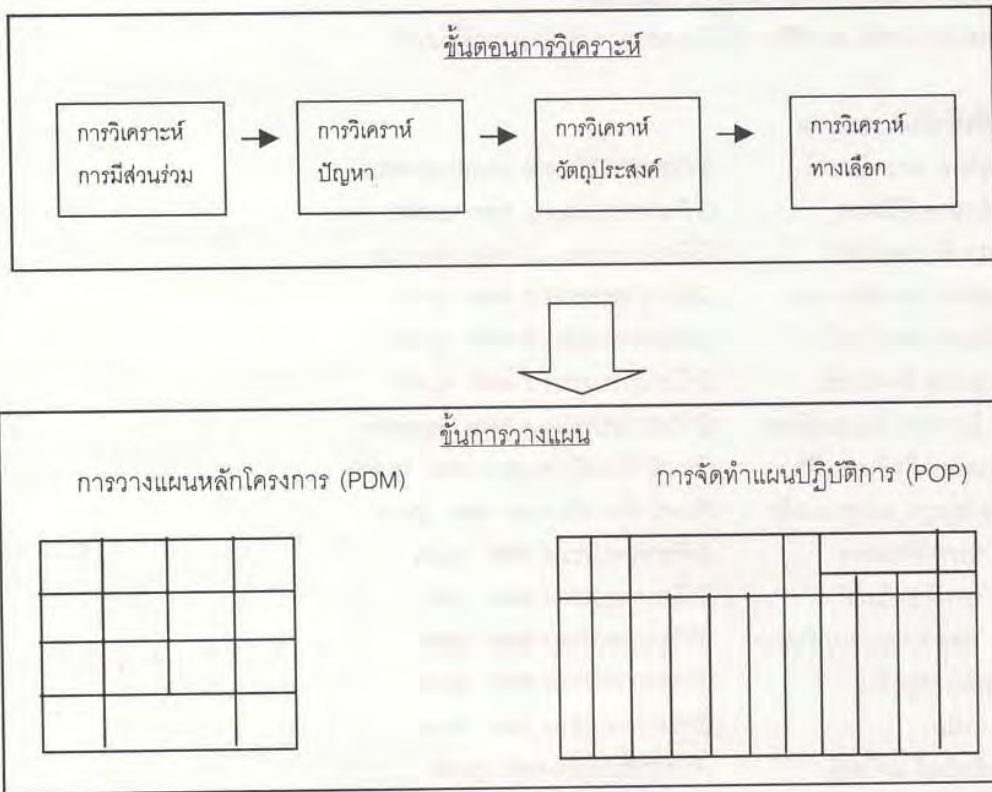 ขั้นตอนการวิเคราะห์
การวิเคราะห์
การมีส่วนร่วม
การวิเคราห์
ปัญหา
การวิเคราห์
วัตถุประสงค์
การวิเคราห์
ทางเลือก
ขั้นการวางแผน
การวางแผนหลักโครงการ (PDM)
การจัดทำแผนปฏิบัติการ (POP)